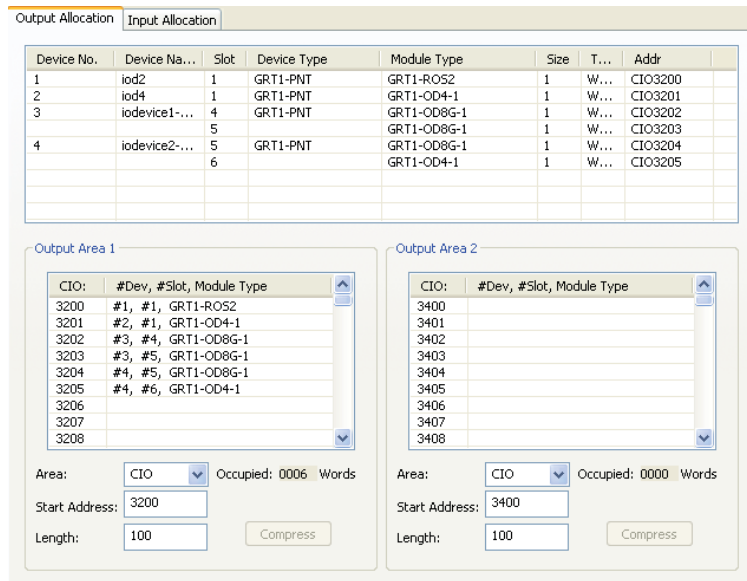 Output Allocation Input Allocation
Device No. Device Na... Slot Device Type Module Type Size T... Addr
1 iod2 1 GRT1-PNT GRT1-ROS2 1 W... CIO3200
2 iod4 1 GRT1-PNT GRT1-OD4-1 1 W... CIO3201
3 iodevice1-... 4 GRT1-PNT GRT1-OD8G-1 1 W... CIO3202
5 GRT1-OD8G-1 1 W... CIO3203
4 iodevice2-... 5 GRT1-PNT GRT1-OD8G-1 1 W... CIO3204
6 GRT1-OD4-1 1 W... CIO3205
Output Area 1
CIO: #Dev, #Slot, Module Type
3200 #1, #1, GRT1-ROS2
3201 #2, #1, GRT1-OD4-1
3202 #3, #4, GRT1-OD8G-1
3203 #3, #5, GRT1-OD8G-1
3204 #4, #5, GRT1-OD8G-1
3205 #4, #6, GRT1-OD4-1
3206
3207
3208
Area: CIO Occupied: 0006 Words
Start Address: 3200
Length: 100 Compress
Output Area 2
CIO: #Dev, #Slot, Module Type
3400
3401
3402
3403
3404
3405
3406
3407
3408
Area: CIO Occupied: 0000 Words
Start Address: 3400
Length: 100 Compress